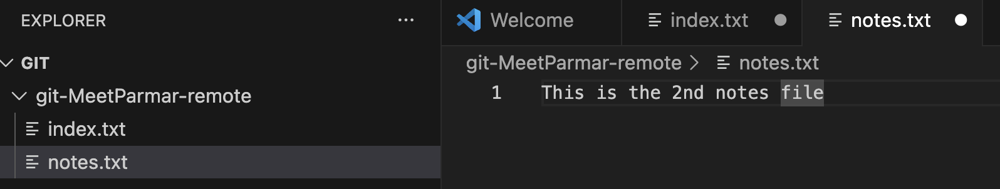 EXPLORER
GIT
git-MeetParmar-remote
index.txt
notes.txt
Welcome
index.txt
notes.txt
git-MeetParmar-remote > notes.txt
1 This is the 2nd notes file